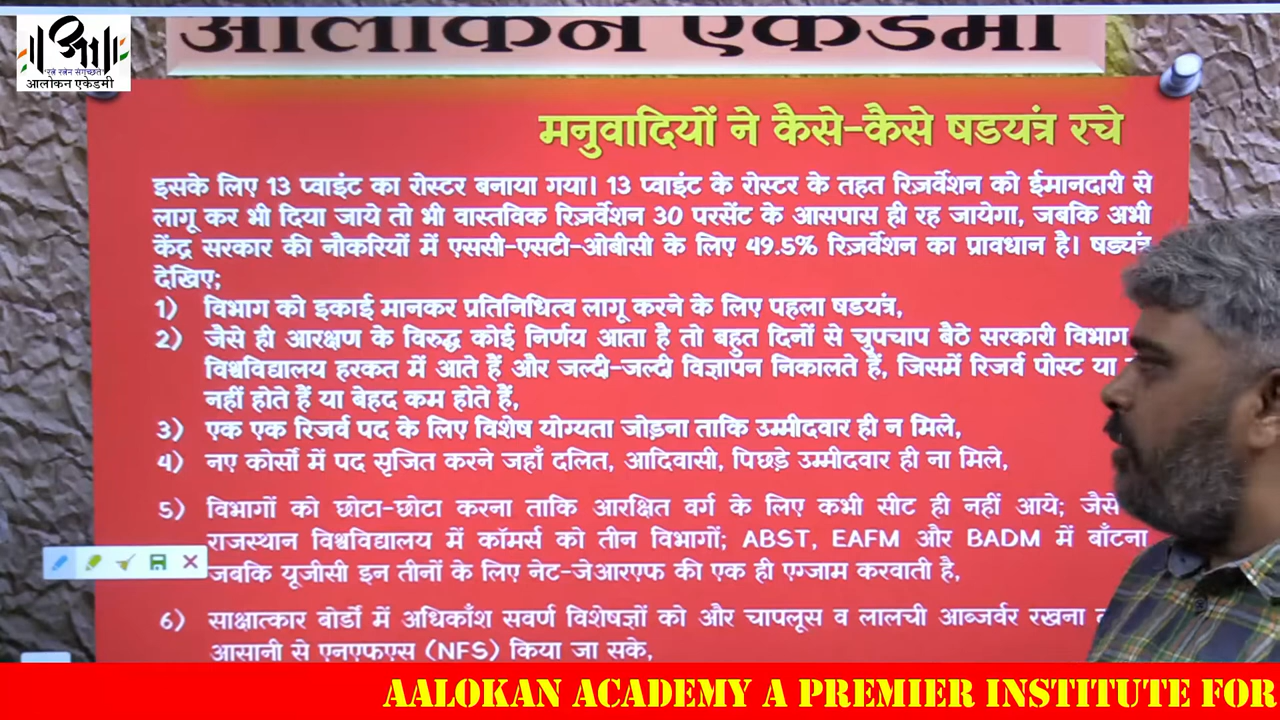 आलोकन एकेडमी
आ
रत्ने रत्नेन संगच्छते
आलोकन एकेडमी
मनुवादियों ने कैसे-कैसे षडयंत्र रचे
इसके लिए 13 प्वाइंट का रोस्टर बनाया गया। 13 प्वाइंट के रोस्टर के तहत रिज़र्वेशन को ईमानदारी से
लागू कर भी दिया जाये तो भी वास्तविक रिज़र्वेशन 30 परसेंट के आसपास ही रह जायेगा, जबकि अभी
केंद्र सरकार की नौकरियों में एससी-एसटी-ओबीसी के लिए 49.5% रिज़र्वेशन का प्रावधान है। षड्यंत्र
देखिए;
1) विभाग को इकाई मानकर प्रतिनिधित्व लागू करने के लिए पहला षडयंत्र,
2) जैसे ही आरक्षण के विरुद्ध कोई निर्णय आता है तो बहुत दिनों से चुपचाप बैठे सरकारी विभाग
विश्वविद्यालय हरकत में आते हैं और जल्दी-जल्दी विज्ञापन निकालते हैं, जिसमें रिजर्व पोस्ट या
नहीं होते हैं या बेहद कम होते हैं,
3) एक एक रिजर्व पद के लिए विशेष योग्यता जोड़ना ताकि उम्मीदवार ही न मिले,
4) नए कोर्सो में पद सृजित करने जहाँ दलित, आदिवासी, पिछड़े उम्मीदवार ही ना मिले,
5) विभागों को छोटा-छोटा करना ताकि आरक्षित वर्ग के लिए कभी सीट ही नहीं आये; जैसे
राजस्थान विश्वविद्यालय में कॉमर्स को तीन विभागों; ABST, EAFM और BADM में बाँटना
जबकि यूजीसी इन तीनों के लिए नेट-जेआरएफ की एक ही एग्जाम करवाती है,
6) साक्षात्कार बोर्डो में अधिकाँश सवर्ण विशेषज्ञों को और चापलूस व लालची आब्जर्वर रखना
आसानी से एनएफएस (NFS) किया जा सके,
AALOKAN ACADEMY A PREMIER INSTITUTE FOR